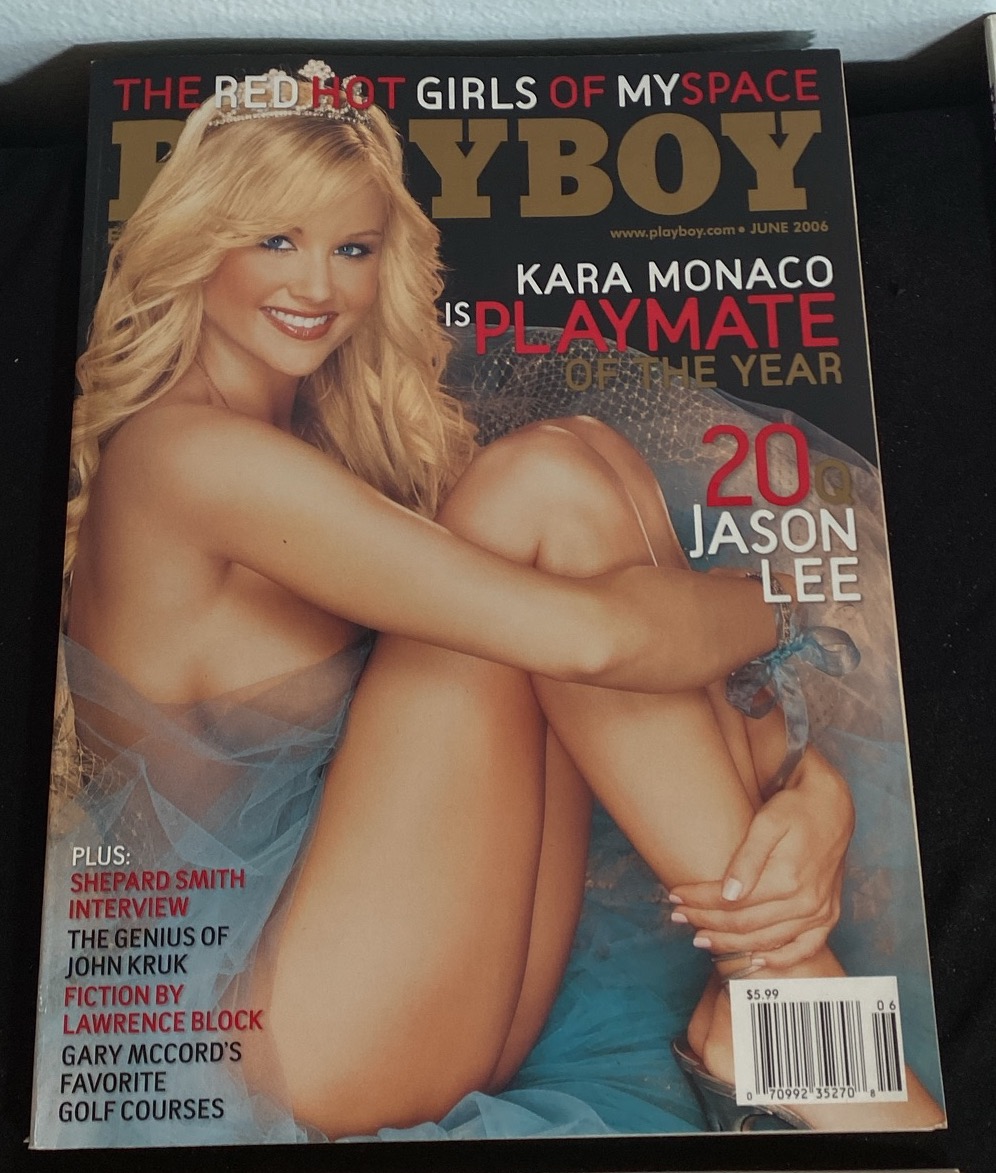 THE RED HOT GIRLS OF MYSPACE
PLAYBOY
www.playboy.com • JUNE 2006
KARA MONACO
IS PLAYMATE
OF THE YEAR
20Q
JASON
LEE
PLUS:
SHEPARD SMITH
INTERVIEW
THE GENIUS OF
JOHN KRUK
FICTION BY
LAWRENCE BLOCK
GARY MCCORD'S
FAVORITE
GOLF COURSES
$5.99
06
0 70992 35270 8